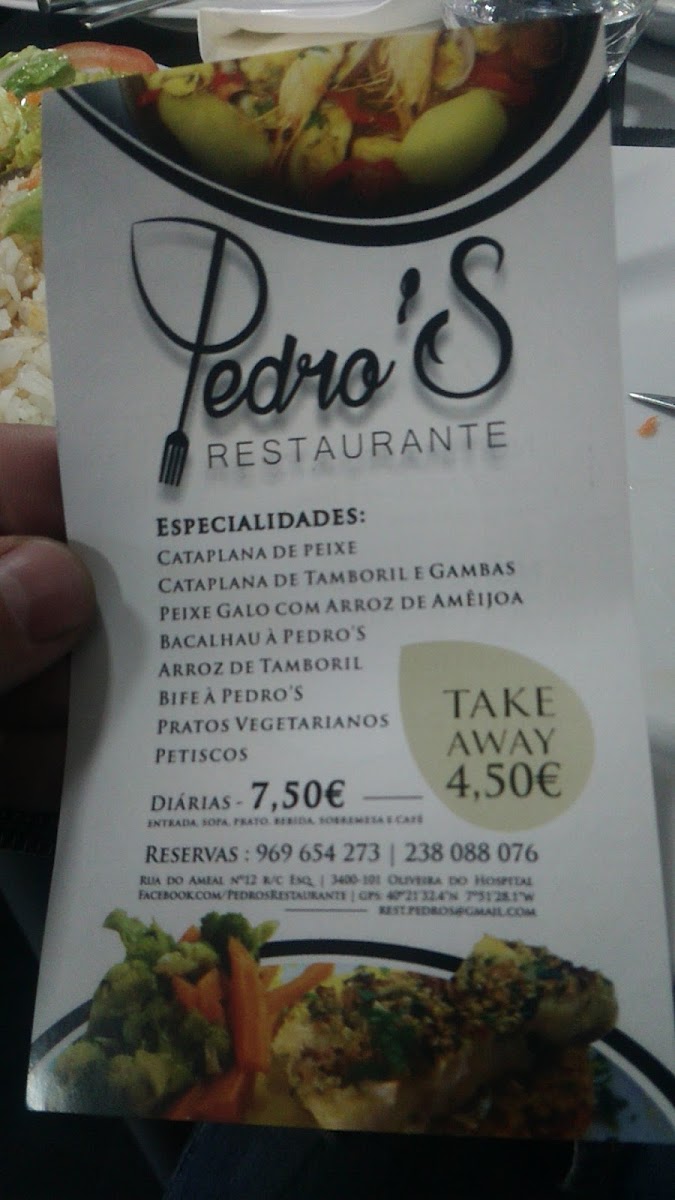 Pedro'S
RESTAURANTE
ESPECIALIDADES:
CATAPLANA DE PEIXE
CATAPLANA DE TAMBORIL E GAMBAS
PEIXE GALO COM ARROZ DE AMÊIJOA
BACALHAU À PEDRO'S
ARROZ DE TAMBORIL
BIFE À PEDRO'S
PRATOS VEGETARIANOS
PETISCOS
TAKE
AWAY
4,50€
DIÁRIAS - 7,50€
ENTRADA, SOPA, PRATO, BEBIDA, SOBREMESA E CAFÉ
RESERVAS : 969 654 273 | 238 088 076
RUA DO AMEAL Nº12 R/C ESQ. | 3400-101 OLIVEIRA DO HOSPITAL
FACEBOOK.COM/PEDROSRESTAURANTE | GPS: 40°21'32.4"N 7°51'28.1"W
REST.PEDROS@GMAIL.COM